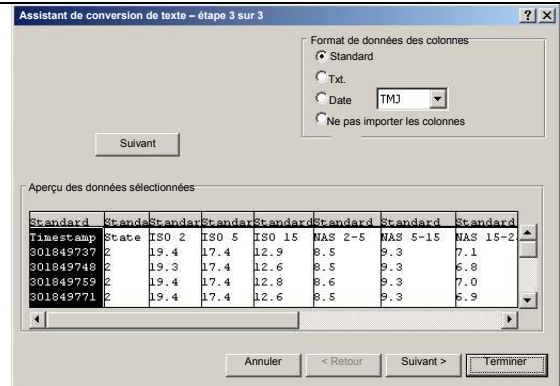 Assistant de conversion de texte – étape 3 sur 3
Format de données des colonnes
Standard
Txt.
Date TMJ
Ne pas importer les colonnes
Suivant
Aperçu des données sélectionnées
Standard Standa Standar Standar Standard Standard Standard Standard
Timestamp State ISO 2 ISO 5 ISO 15 NAS 2-5 NAS 5-15 NAS 15-2
301849737 2 19.4 17.4 12.9 8.5 9.3 7.1
301849748 2 19.3 17.4 12.6 8.5 9.3 6.8
301849759 2 19.4 17.4 12.8 8.6 9.3 7.0
301849771 2 19.4 17.4 12.6 8.5 9.3 6.9
Annuler < Retour Suivant > Terminer